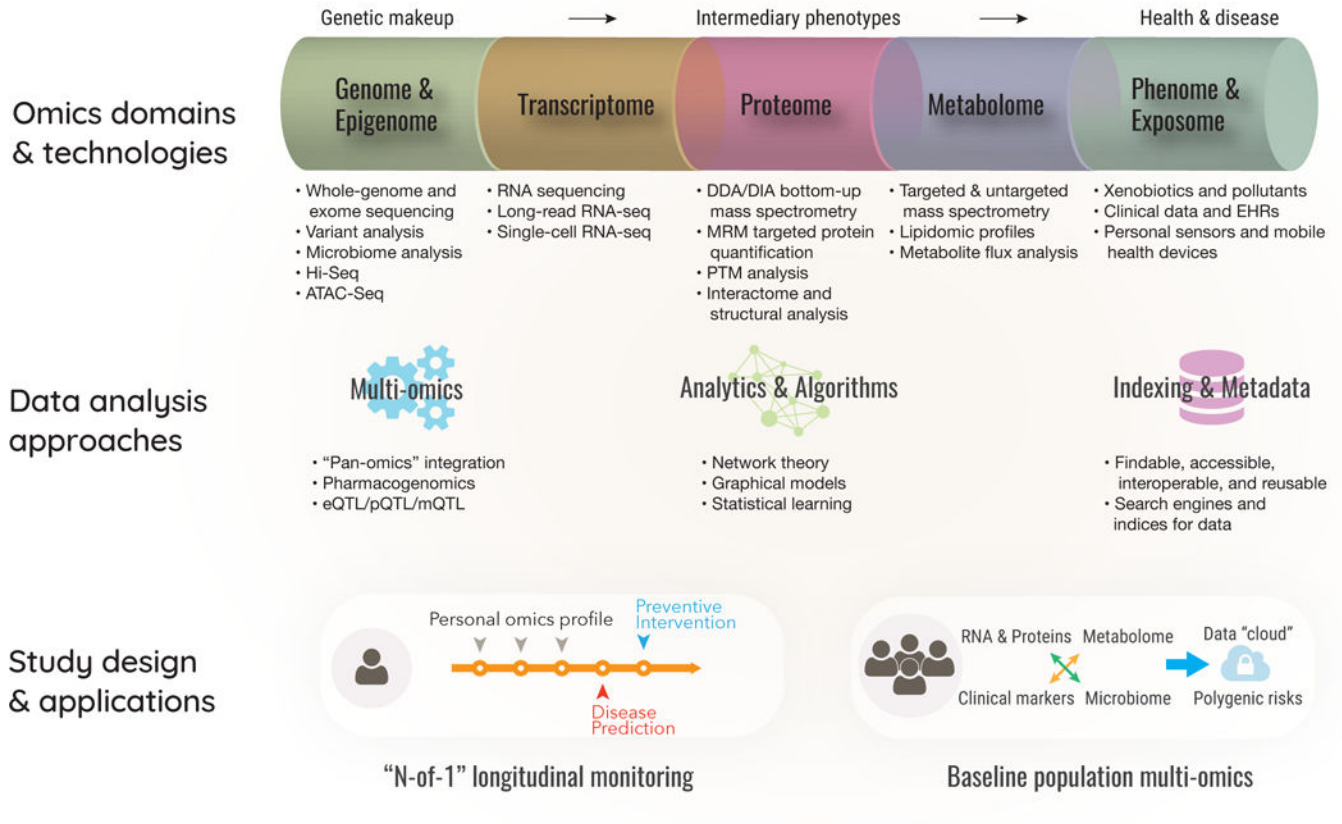 Genetic makeup → Intermediary phenotypes → Health & disease
Omics domains
& technologies
Genome &
Epigenome
Transcriptome
Proteome
Metabolome
Phenome &
Exposome
• Whole-genome and
exome sequencing
• Variant analysis
• Microbiome analysis
• Hi-Seq
• ATAC-Seq
• RNA sequencing
• Long-read RNA-seq
• Single-cell RNA-seq
• DDA/DIA bottom-up
mass spectrometry
• MRM targeted protein
quantification
• PTM analysis
• Interactome and
structural analysis
• Targeted & untargeted
mass spectrometry
• Lipidomic profiles
• Metabolite flux analysis
• Xenobiotics and pollutants
• Clinical data and EHRs
• Personal sensors and mobile
health devices
Data analysis
approaches
Multi-omics
• “Pan-omics” integration
• Pharmacogenomics
• eQTL/pQTL/mQTL
Analytics & Algorithms
• Network theory
• Graphical models
• Statistical learning
Indexing & Metadata
• Findable, accessible,
interoperable, and reusable
• Search engines and
indices for data
Study design
& applications
Personal omics profile
Preventive
Intervention
Disease
Prediction
“N-of-1” longitudinal monitoring
RNA & Proteins
Metabolome
Clinical markers
Microbiome
Data “cloud”
Polygenic risks
Baseline population multi-omics